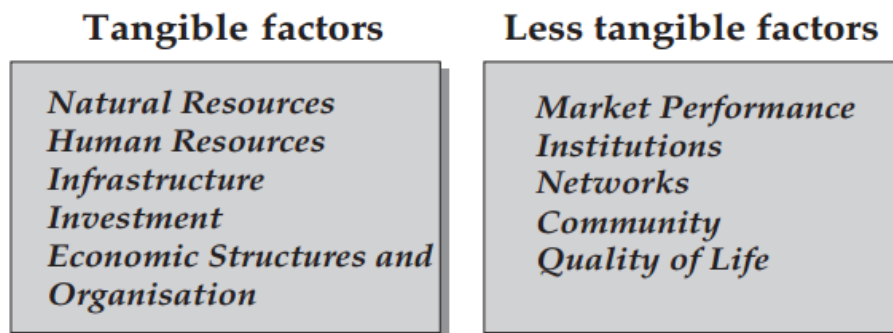 Tangible factors
Natural Resources
Human Resources
Infrastructure
Investment
Economic Structures and
Organisation
Less tangible factors
Market Performance
Institutions
Networks
Community
Quality of Life